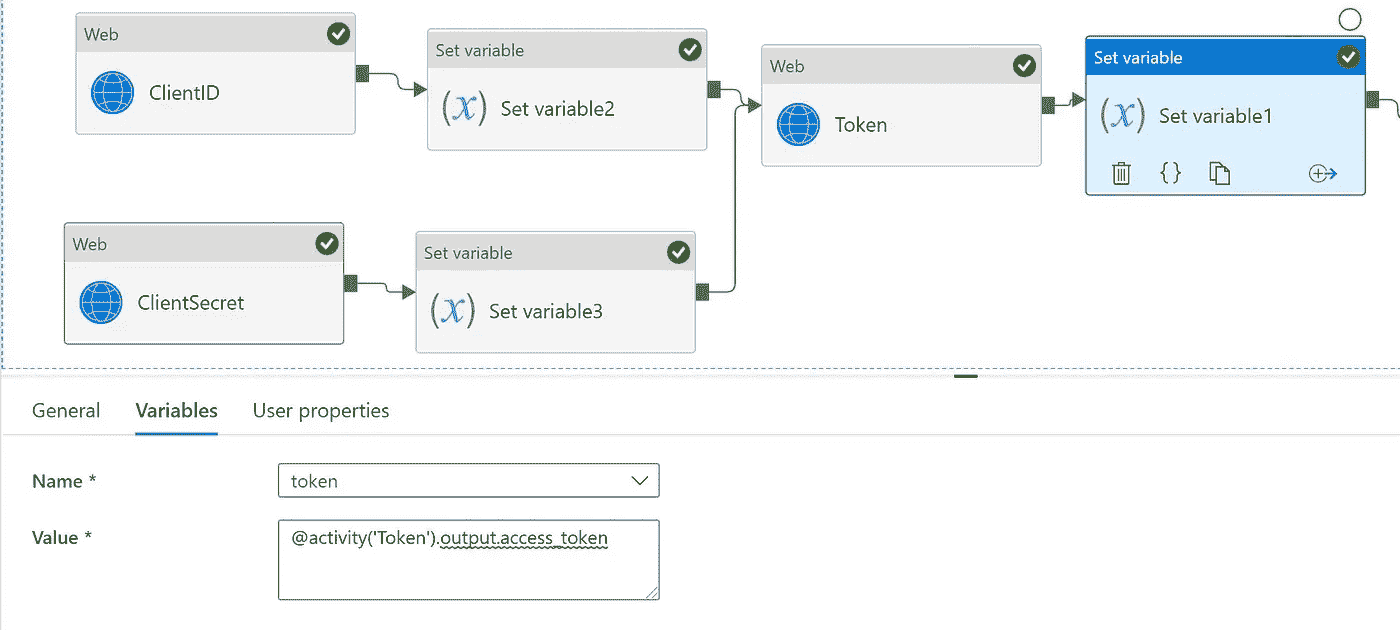 Web
ClientID
Set variable
(x) Set variable2
Web
Token
Set variable
(x) Set variable1
{}
Web
ClientSecret
Set variable
(x) Set variable3
General Variables User properties
Name * token
Value * @activity('Token').output.access_token